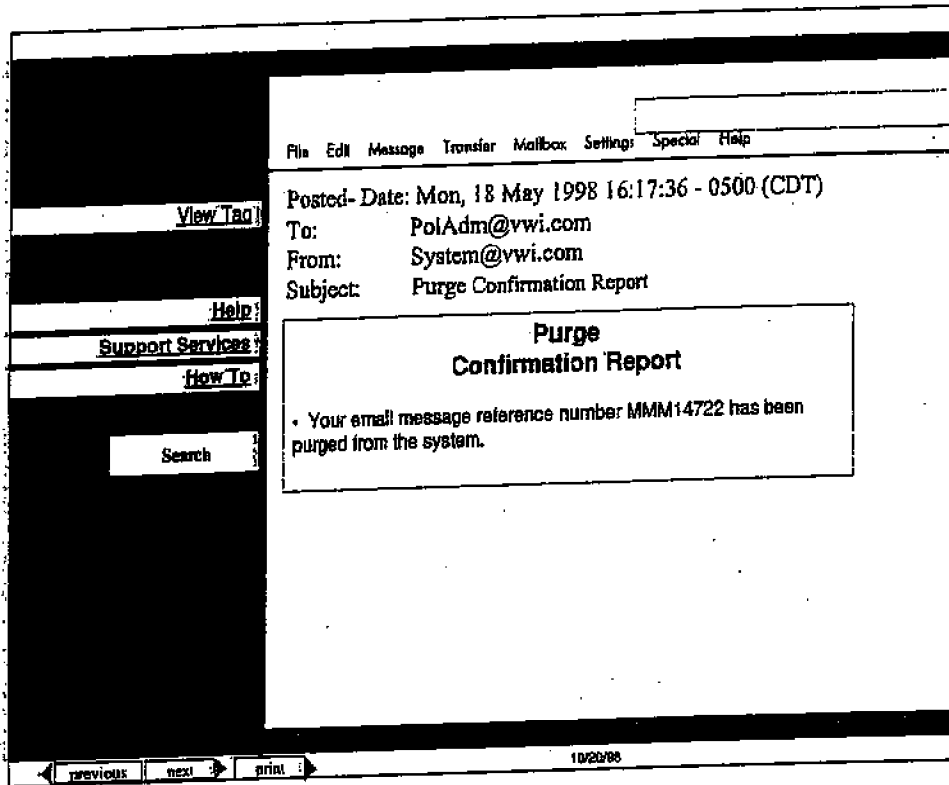 File Edit Message Transfer Mailbox Settings Special Help
Posted- Date: Mon, 18 May 1998 16:17:36 - 0500 (CDT)
To: PolAdm@vwi.com
From: System@vwi.com
Subject: Purge Confirmation Report
View Tag
Help
Support Services
How To
Search
Purge
Confirmation Report
• Your email message reference number MMM14722 has been
purged from the system.
previous next print
10/20/98